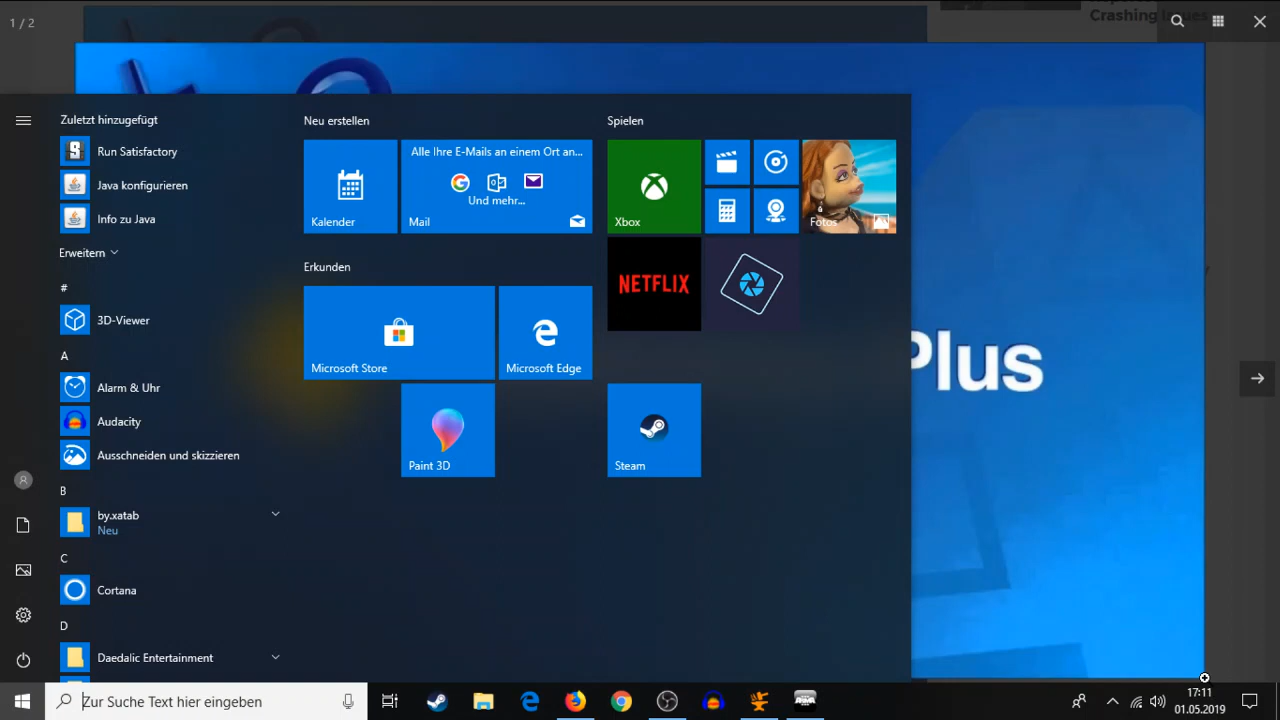 1 / 2
Crashing Issues
Zuletzt hinzugefügt
Run Satisfactory
Java konfigurieren
Info zu Java
Erweitern
#
3D-Viewer
A
Alarm & Uhr
Audacity
Ausschneiden und skizzieren
B
by.xatab
Neu
C
Cortana
D
Daedalic Entertainment
Neu erstellen
Kalender
Alle Ihre E-Mails an einem Ort an...
Und mehr...
Mail
Erkunden
Microsoft Store
Microsoft Edge
Paint 3D
Spielen
Xbox
Fotos
NETFLIX
Steam
Plus
Zur Suche Text hier eingeben
17:11
01.05.2019